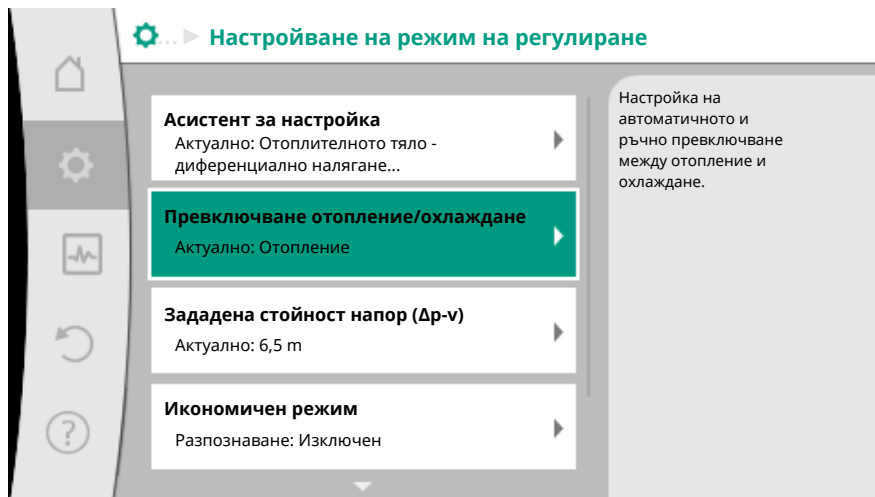 ... Настройване на режим на регулиране
Асистент за настройка
Актуално: Отоплителното тяло -
диференциално налягане...
Превключване отопление/охлаждане
Актуално: Отопление
Зададена стойност напор (Δp-v)
Актуално: 6,5 m
Икономичен режим
Разпознаване: Изключен
Настройка на
автоматичното и
ръчно превключване
между отопление и
охлаждане.
?